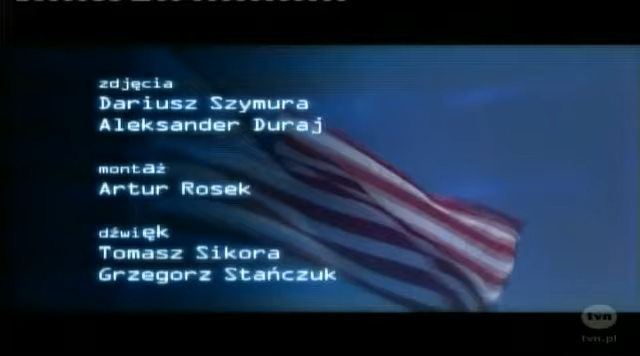 zdjęcia
Dariusz Szymura
Aleksander Duraj
montaż
Artur Rosek
dźwięk
Tomasz Sikora
Grzegorz Stańczuk
tvn
tvn.pl